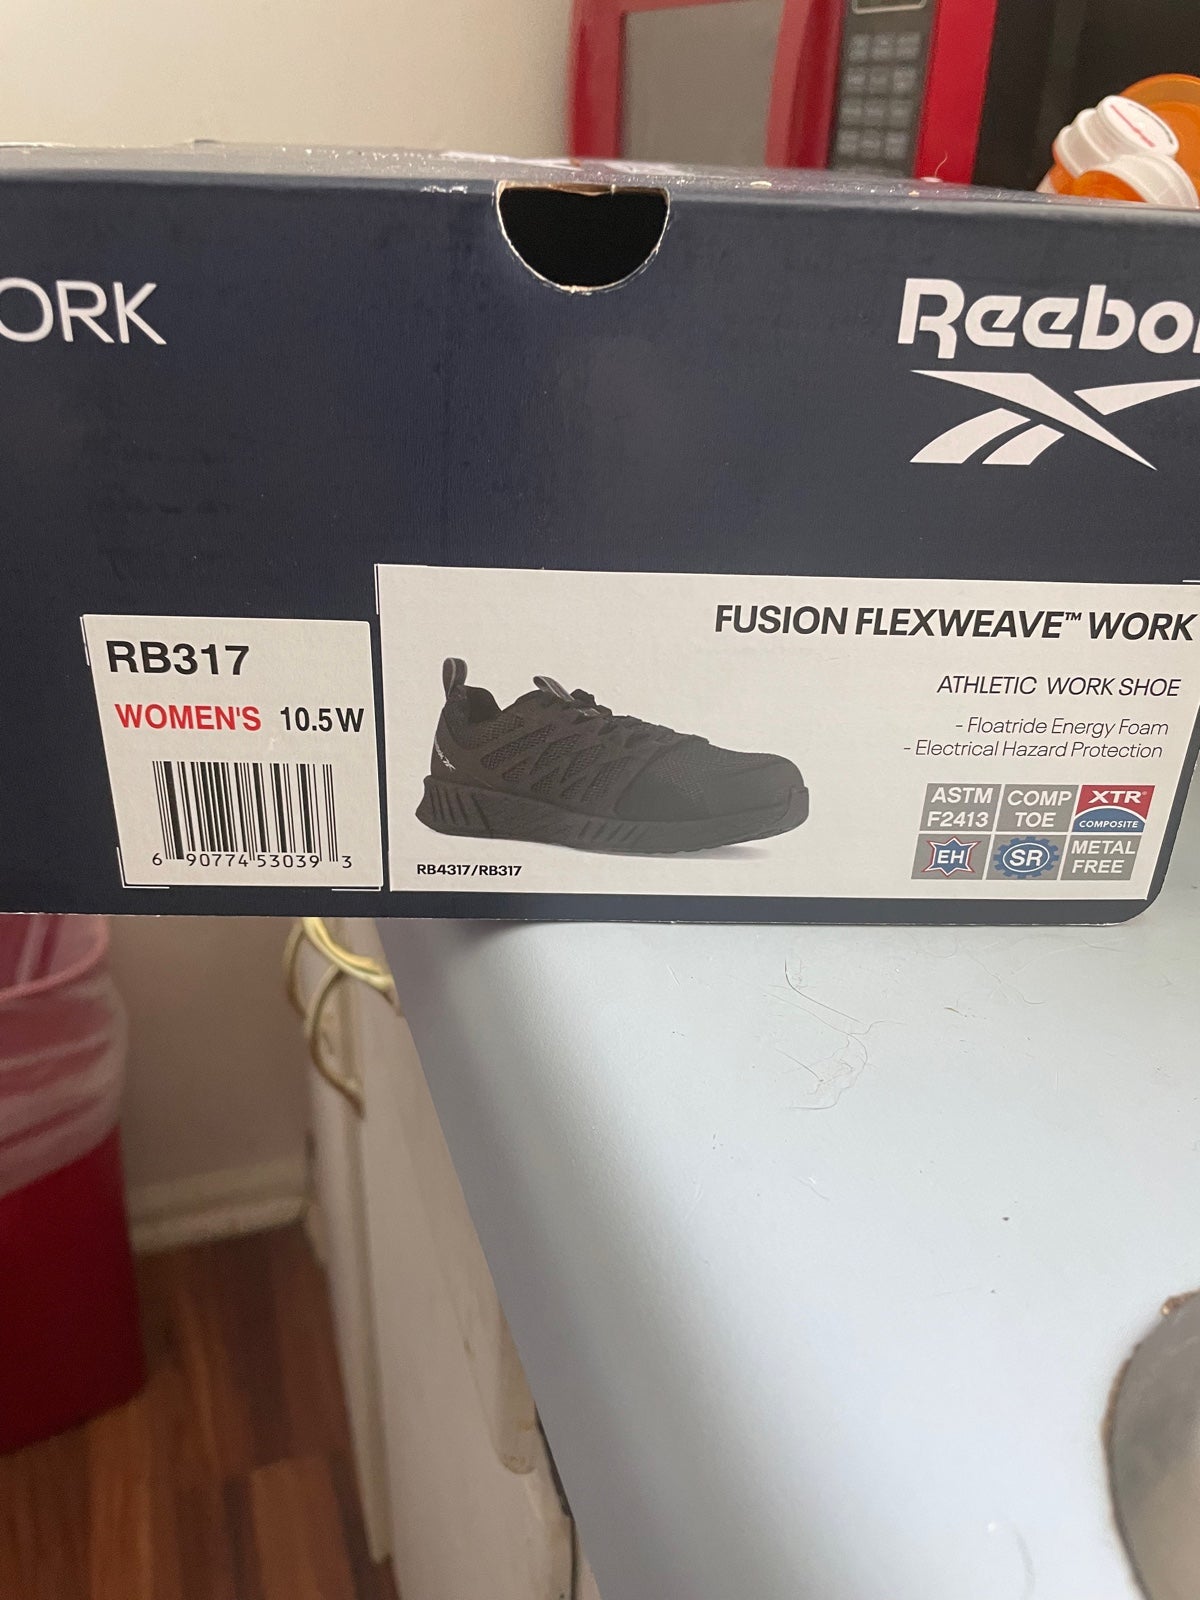 ORK
Reebo
RB317
WOMEN'S 10.5W
6 90774 53039 3
FUSION FLEXWEAVE™ WORK
ATHLETIC WORK SHOE
- Floatride Energy Foam
- Electrical Hazard Protection
ASTM F2413
COMP TOE
XTR® COMPOSITE
EH
SR
METAL FREE
RB4317/RB317